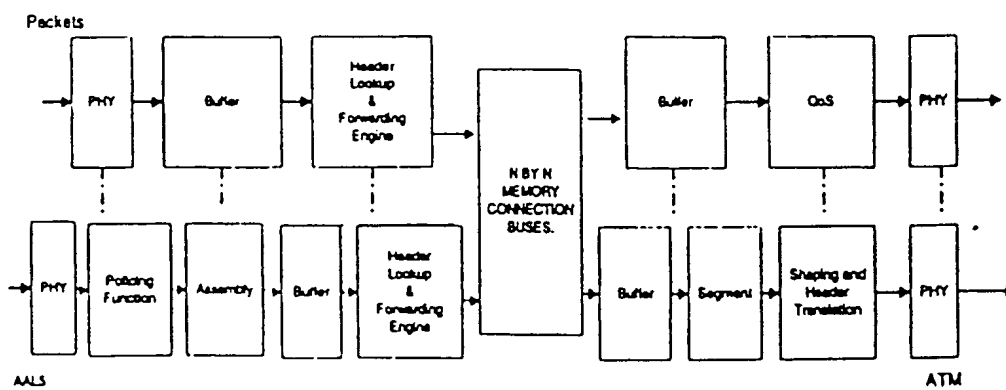 Packets
PHY
Buffer
Header
Lookup
&
Forwarding
Engine
N BY N
MEMORY
CONNECTION
BUSES.
Buffer
QoS
PHY
PHY
Policing
Function
Assembly
Buffer
Header
Lookup
&
Forwarding
Engine
Buffer
Segment
Shaping and
Header
Translation
PHY
AAL5
ATM